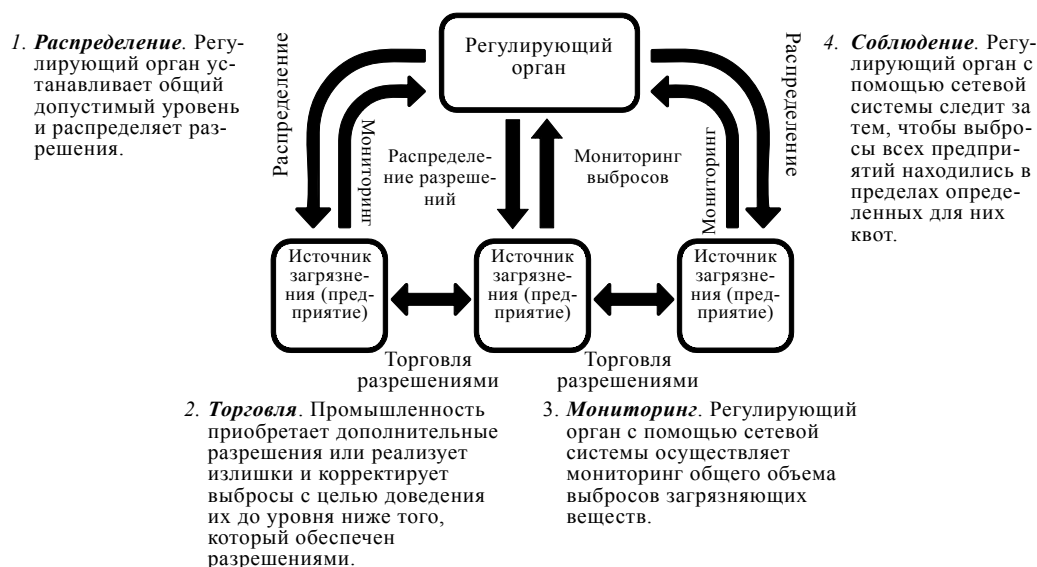 1. Распределение. Регу-
лирующий орган ус-
танавливает общий
допустимый уровень
и распределяет раз-
решения.
Распределение
Мониторинг
Регулирующий
орган
Распределе-
ние разреше-
ний
Мониторинг
выбросов
Мониторинг
Распределение
4. Соблюдение. Регу-
лирующий орган с
помощью сетевой
системы следит за
тем, чтобы выбро-
сы всех предпри-
ятий находились в
пределах опреде-
ленных для них
квот.
Источник
загрязне-
ния (пред-
приятие)
Источник
загрязне-
ния (пред-
приятие)
Источник
загрязне-
ния (пред-
приятие)
Торговля
разрешениями
Торговля
разрешениями
2. Торговля. Промышленность
приобретает дополнительные
разрешения или реализует
излишки и корректирует
выбросы с целью доведения
их до уровня ниже того,
который обеспечен
разрешениями.
3. Мониторинг. Регулирующий
орган с помощью сетевой
системы осуществляет
мониторинг общего объема
выбросов загрязняющих
веществ.